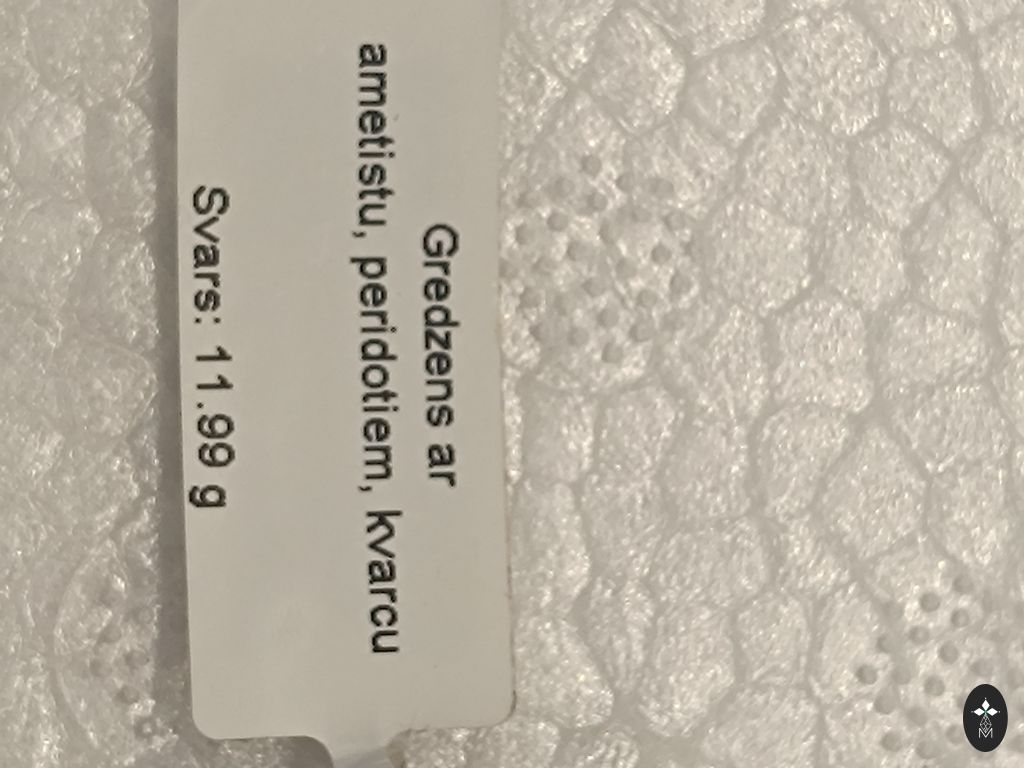 Gredzens ar
ametistu, peridotiem, kvarcu
Svars: 11.99 g
M